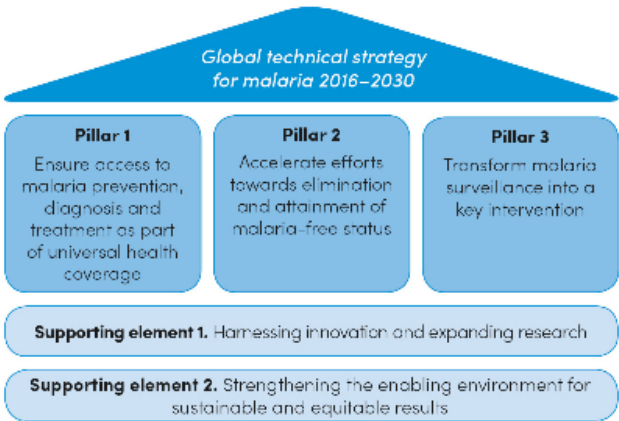 Global technical strategy
for malaria 2016–2030
Pillar 1
Ensure access to
malaria prevention,
diagnosis and
treatment as part
of universal health
coverage
Pillar 2
Accelerate efforts
towards elimination
and attainment of
malaria-free status
Pillar 3
Transform malaria
surveillance into a
key intervention
Supporting element 1. Harnessing innovation and expanding research
Supporting element 2. Strengthening the enabling environment for
sustainable and equitable results